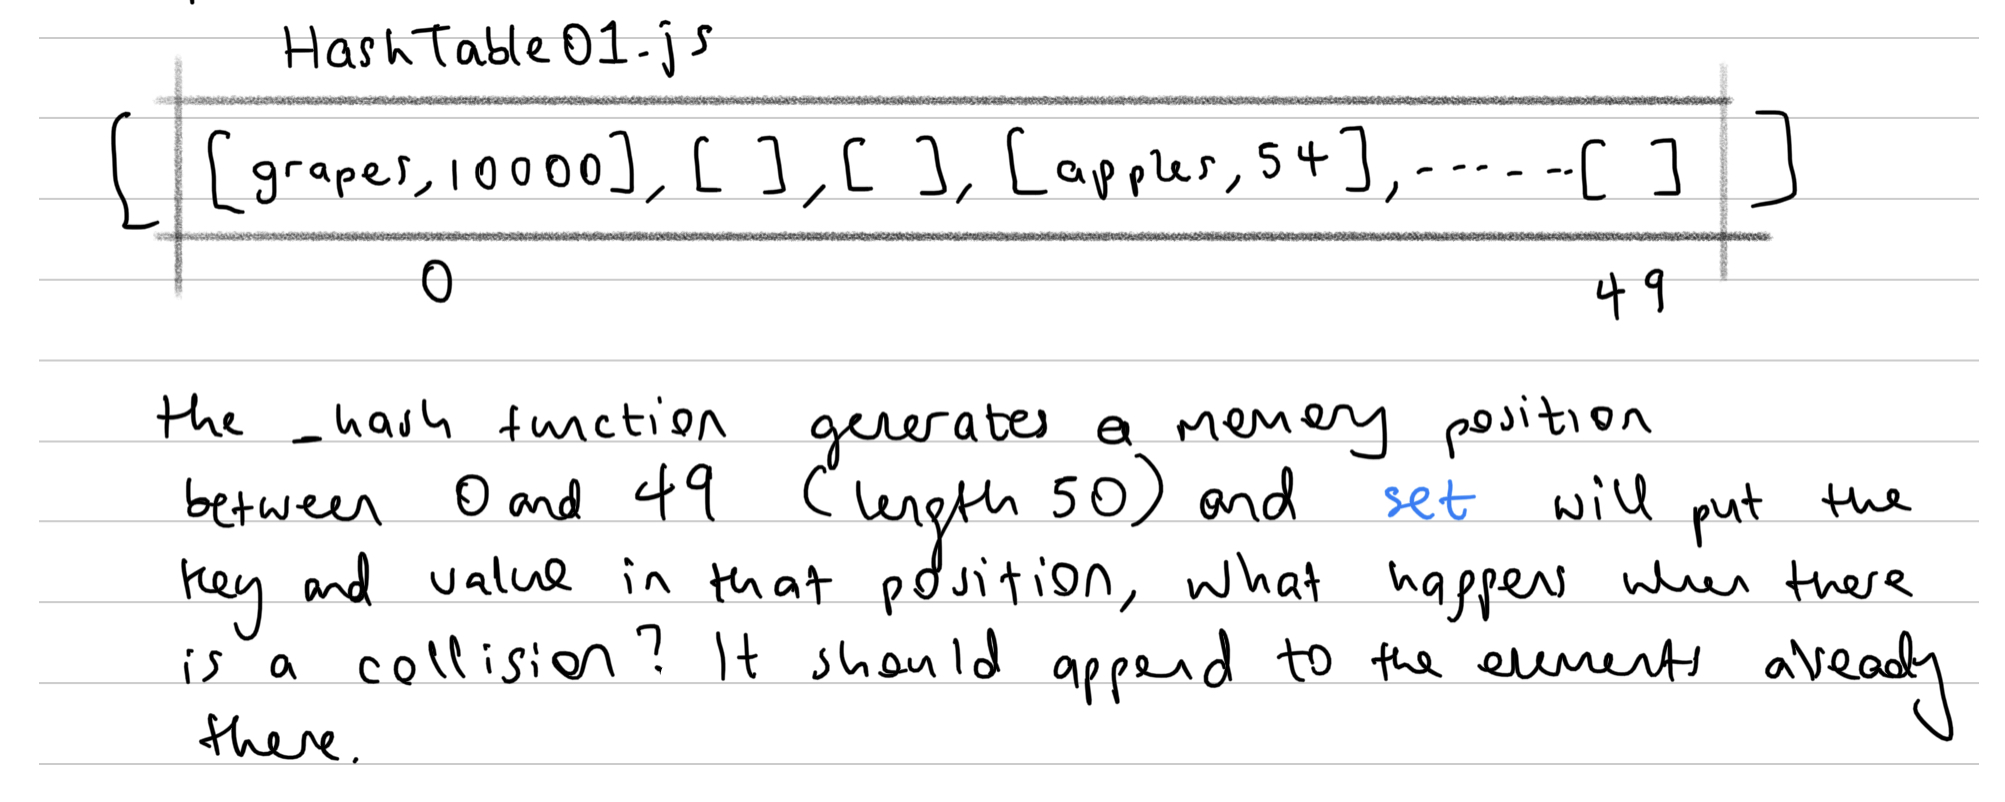 HashTable01.js
[ [grapes,10000], [ ], [ ], [apples,54],------[ ] ]
0 49
the _hash function generates a memory position
between 0 and 49 (length 50) and set will put the
key and value in that position, what happens when there
is a collision? It should append to the elements already
there.